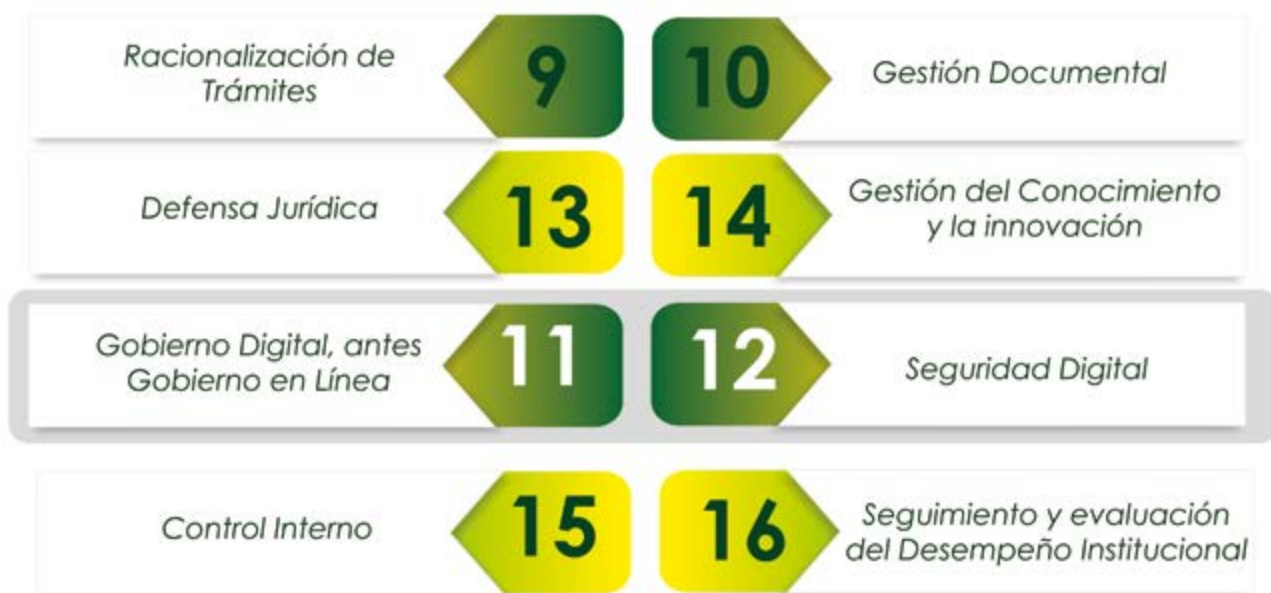 Racionalización de
Trámites
9
10
Gestión Documental
Defensa Jurídica
13
14
Gestión del Conocimiento
y la innovación
Gobierno Digital, antes
Gobierno en Línea
11
12
Seguridad Digital
Control Interno
15
16
Seguimiento y evaluación
del Desempeño Institucional